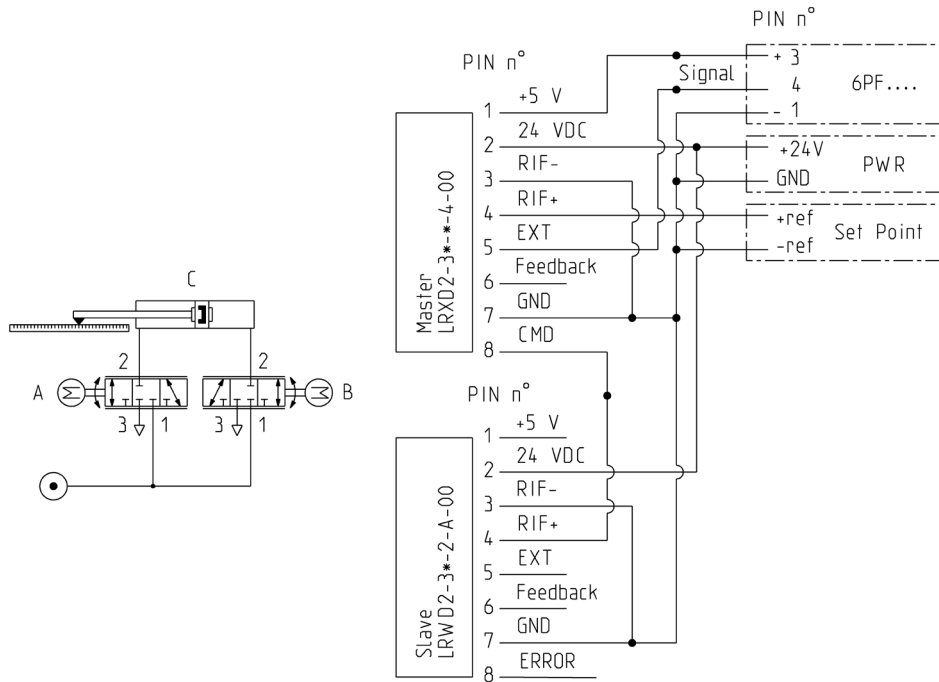 C
2 2
A B
3 1 3 1
PIN n°
Master
LRXD2-3*-*-4-00
1 +5 V
2 24 VDC
3 RIF-
4 RIF+
5 EXT
6 Feedback
7 GND
8 CMD
PIN n°
Slave
LRWD2-3*-2-A-00
1 +5 V
2 24 VDC
3 RIF-
4 RIF+
5 EXT
6 Feedback
7 GND
8 ERROR
PIN n°
+ 3
Signal 4 6PF....
- 1
+24V PWR
GND
+ref
Set Point
-ref